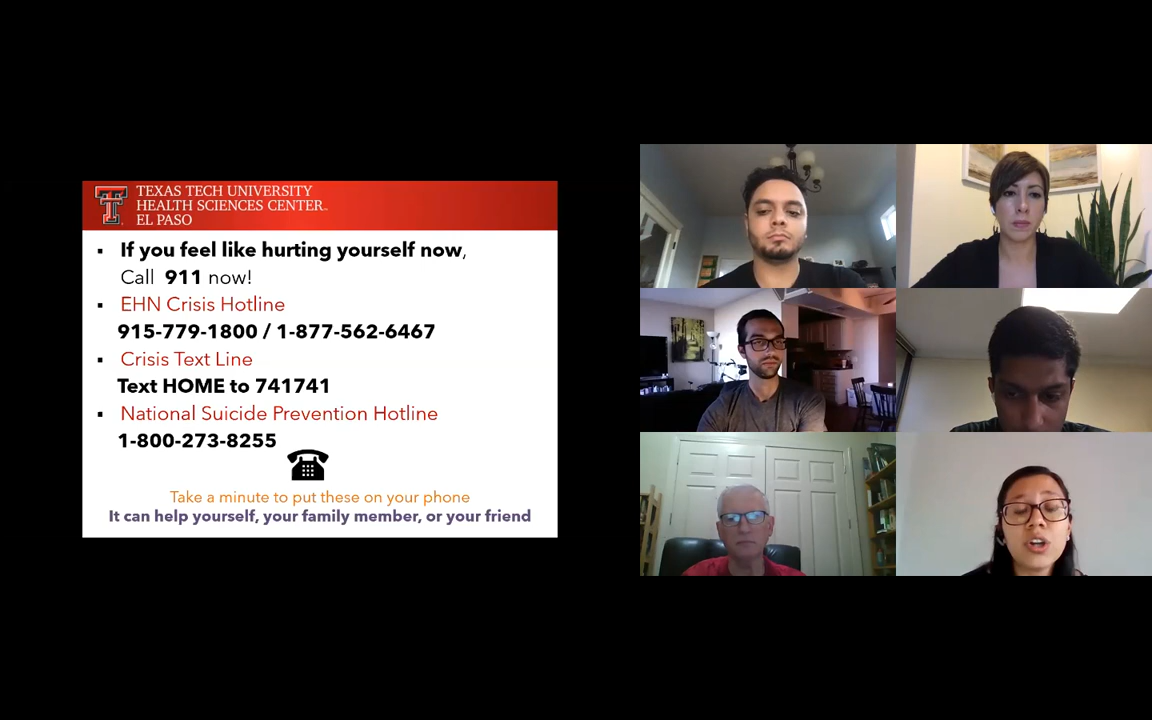 TEXAS TECH UNIVERSITY
HEALTH SCIENCES CENTER™
EL PASO
▪ If you feel like hurting yourself now,
Call 911 now!
▪ EHN Crisis Hotline
915-779-1800 / 1-877-562-6467
▪ Crisis Text Line
Text HOME to 741741
▪ National Suicide Prevention Hotline
1-800-273-8255
Take a minute to put these on your phone
It can help yourself, your family member, or your friend